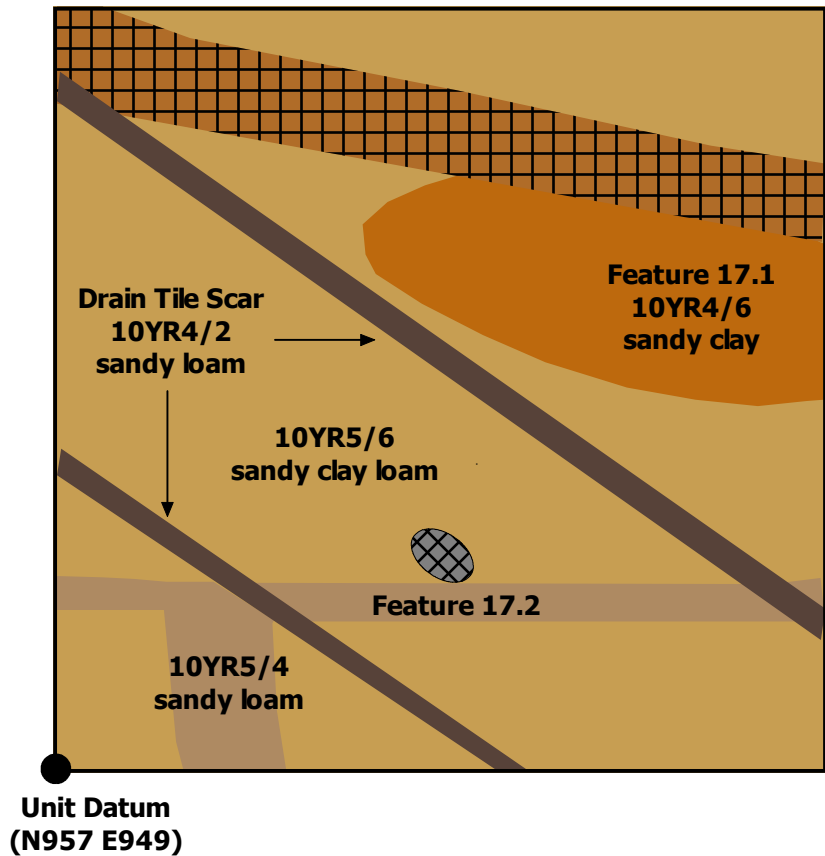 Feature 17.1
10YR4/6
sandy clay
Drain Tile Scar
10YR4/2
sandy loam
10YR5/6
sandy clay loam
Feature 17.2
10YR5/4
sandy loam
Unit Datum
(N957 E949)